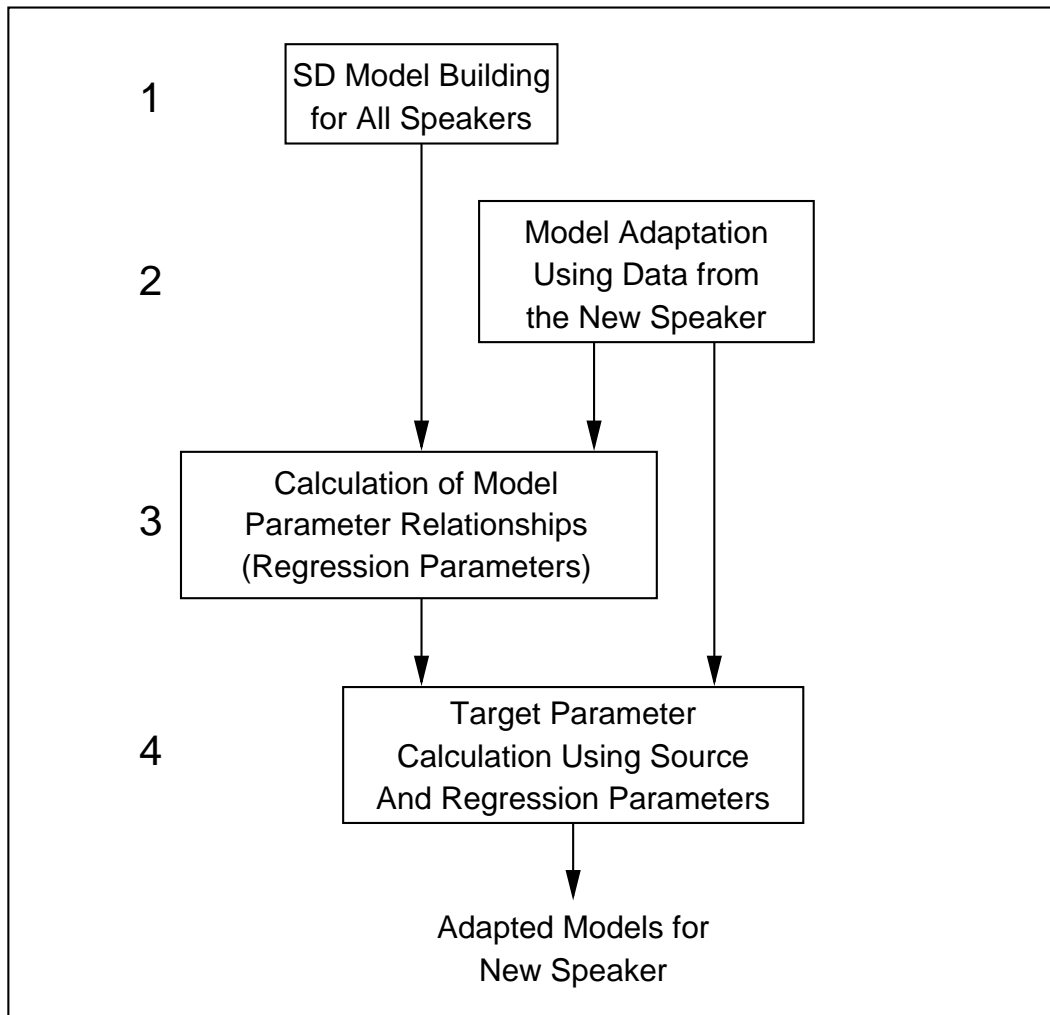 1
SD Model Building
for All Speakers
2
Model Adaptation
Using Data from
the New Speaker
3
Calculation of Model
Parameter Relationships
(Regression Parameters)
4
Target Parameter
Calculation Using Source
And Regression Parameters
Adapted Models for
New Speaker